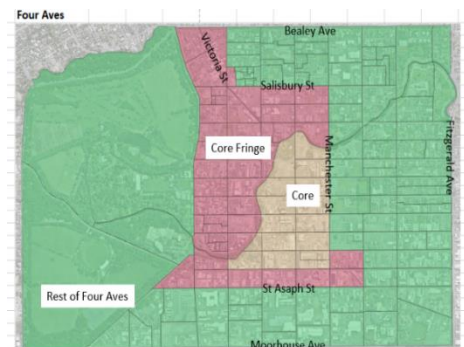 Four Aves
Bealey Ave
Victoria St
Salisbury St
Core Fringe
Manchester St
Fitzgerald Ave
Core
Rest of Four Aves
St Asaph St
Moorhouse Ave